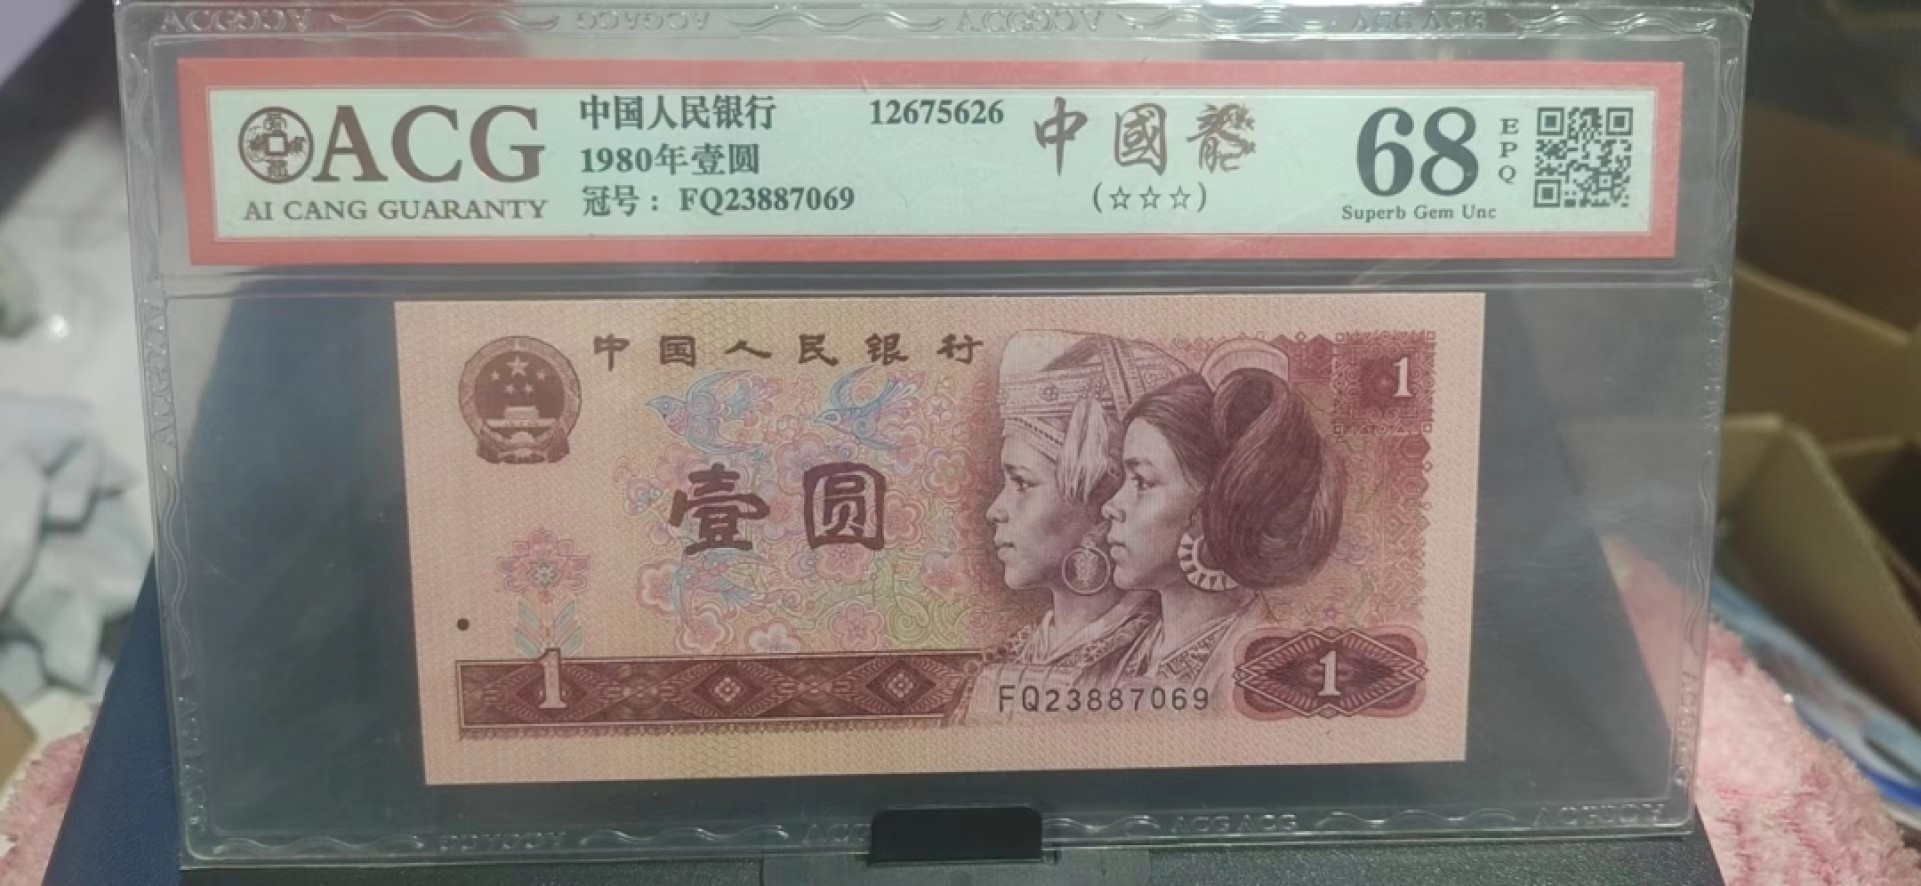 ACG
AI CANG GUARANTY
中国人民银行
1980年壹圆
冠号：FQ23887069
12675626
中國龍
(☆☆☆)
68
EPQ
Superb Gem Unc
中国人民银行
1
壹圆
1
FQ23887069
1
ACG ACG